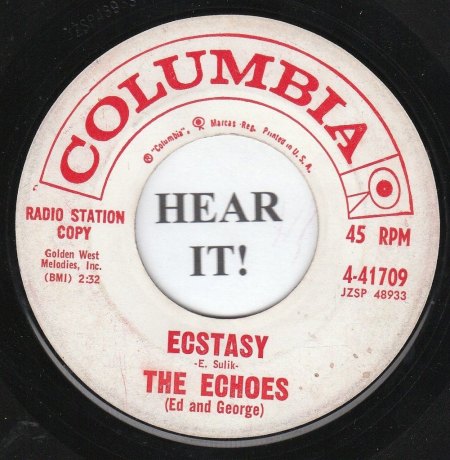 COLUMBIA
® "Columbia", Marcas Reg. Printed in U.S.A.
RADIO STATION
COPY
Golden West
Melodies, Inc.
(BMI) 2:32
HEAR
IT!
45 RPM
4-41709
JZSP 48933
ECSTASY
-E. Sulik-
THE ECHOES
(Ed and George)